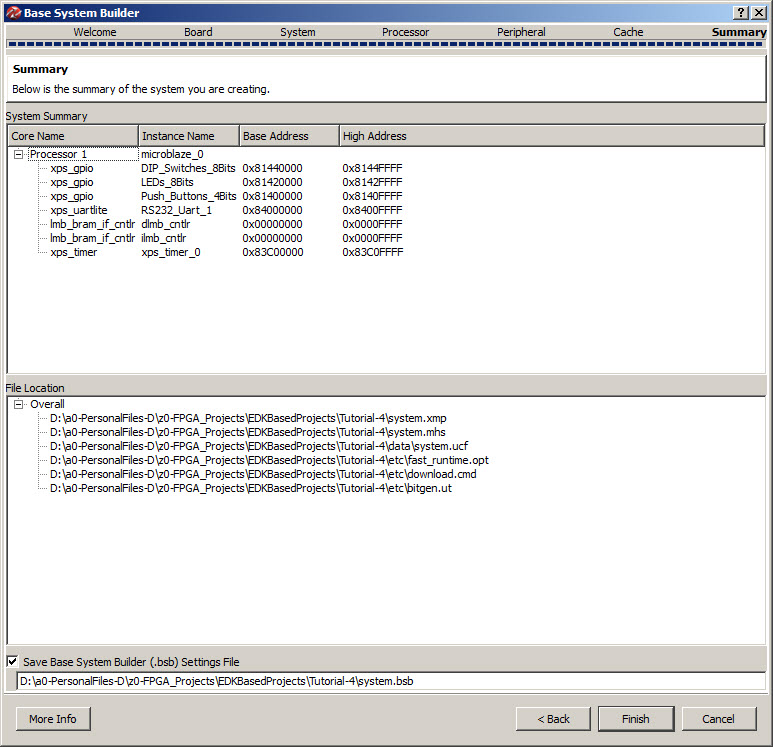 Base System Builder
Welcome Board System Processor Peripheral Cache Summary
Summary
Below is the summary of the system you are creating.
System Summary
Core Name Instance Name Base Address High Address
Processor 1 microblaze_0
xps_gpio DIP_Switches_8Bits 0x81440000 0x8144FFFF
xps_gpio LEDs_8Bits 0x81420000 0x8142FFFF
xps_gpio Push_Buttons_4Bits 0x81400000 0x8140FFFF
xps_uartlite RS232_Uart_1 0x84000000 0x8400FFFF
lmb_bram_if_cntlr dlmb_cntlr 0x00000000 0x0000FFFF
lmb_bram_if_cntlr ilmb_cntlr 0x00000000 0x0000FFFF
xps_timer xps_timer_0 0x83C00000 0x83C0FFFF
File Location
Overall
D:\a0-PersonalFiles-D\z0-FPGA_Projects\EDKBasedProjects\Tutorial-4\system.xmp
D:\a0-PersonalFiles-D\z0-FPGA_Projects\EDKBasedProjects\Tutorial-4\system.mhs
D:\a0-PersonalFiles-D\z0-FPGA_Projects\EDKBasedProjects\Tutorial-4\data\system.ucf
D:\a0-PersonalFiles-D\z0-FPGA_Projects\EDKBasedProjects\Tutorial-4\etc\fast_runtime.opt
D:\a0-PersonalFiles-D\z0-FPGA_Projects\EDKBasedProjects\Tutorial-4\etc\download.cmd
D:\a0-PersonalFiles-D\z0-FPGA_Projects\EDKBasedProjects\Tutorial-4\etc\bitgen.ut
Save Base System Builder (.bsb) Settings File
D:\a0-PersonalFiles-D\z0-FPGA_Projects\EDKBasedProjects\Tutorial-4\system.bsb
More Info < Back Finish Cancel